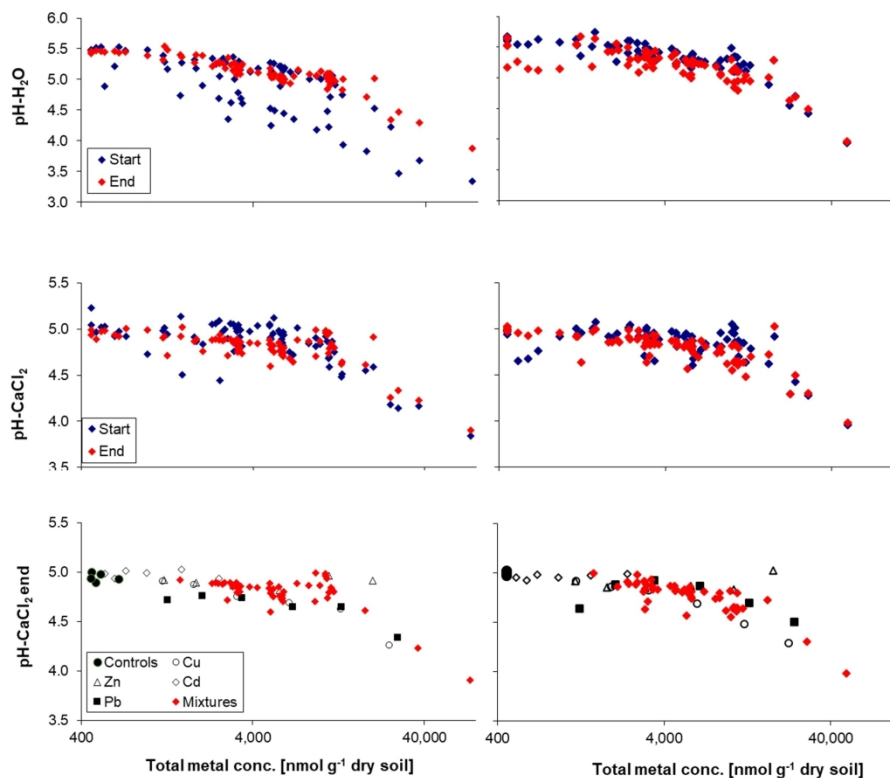 6.0
5.5
5.0
4.5
4.0
3.5
3.0
pH-H₂O
Start
End
5.5
5.0
4.5
4.0
3.5
pH-CaCl₂
Start
End
5.0
4.5
4.0
3.5
pH-CaCl₂ end
Controls Cu
Zn Cd
Pb Mixtures
400 4,000 40,000 400 4,000 40,000
Total metal conc. [nmol g⁻¹ dry soil] Total metal conc. [nmol g⁻¹ dry soil]